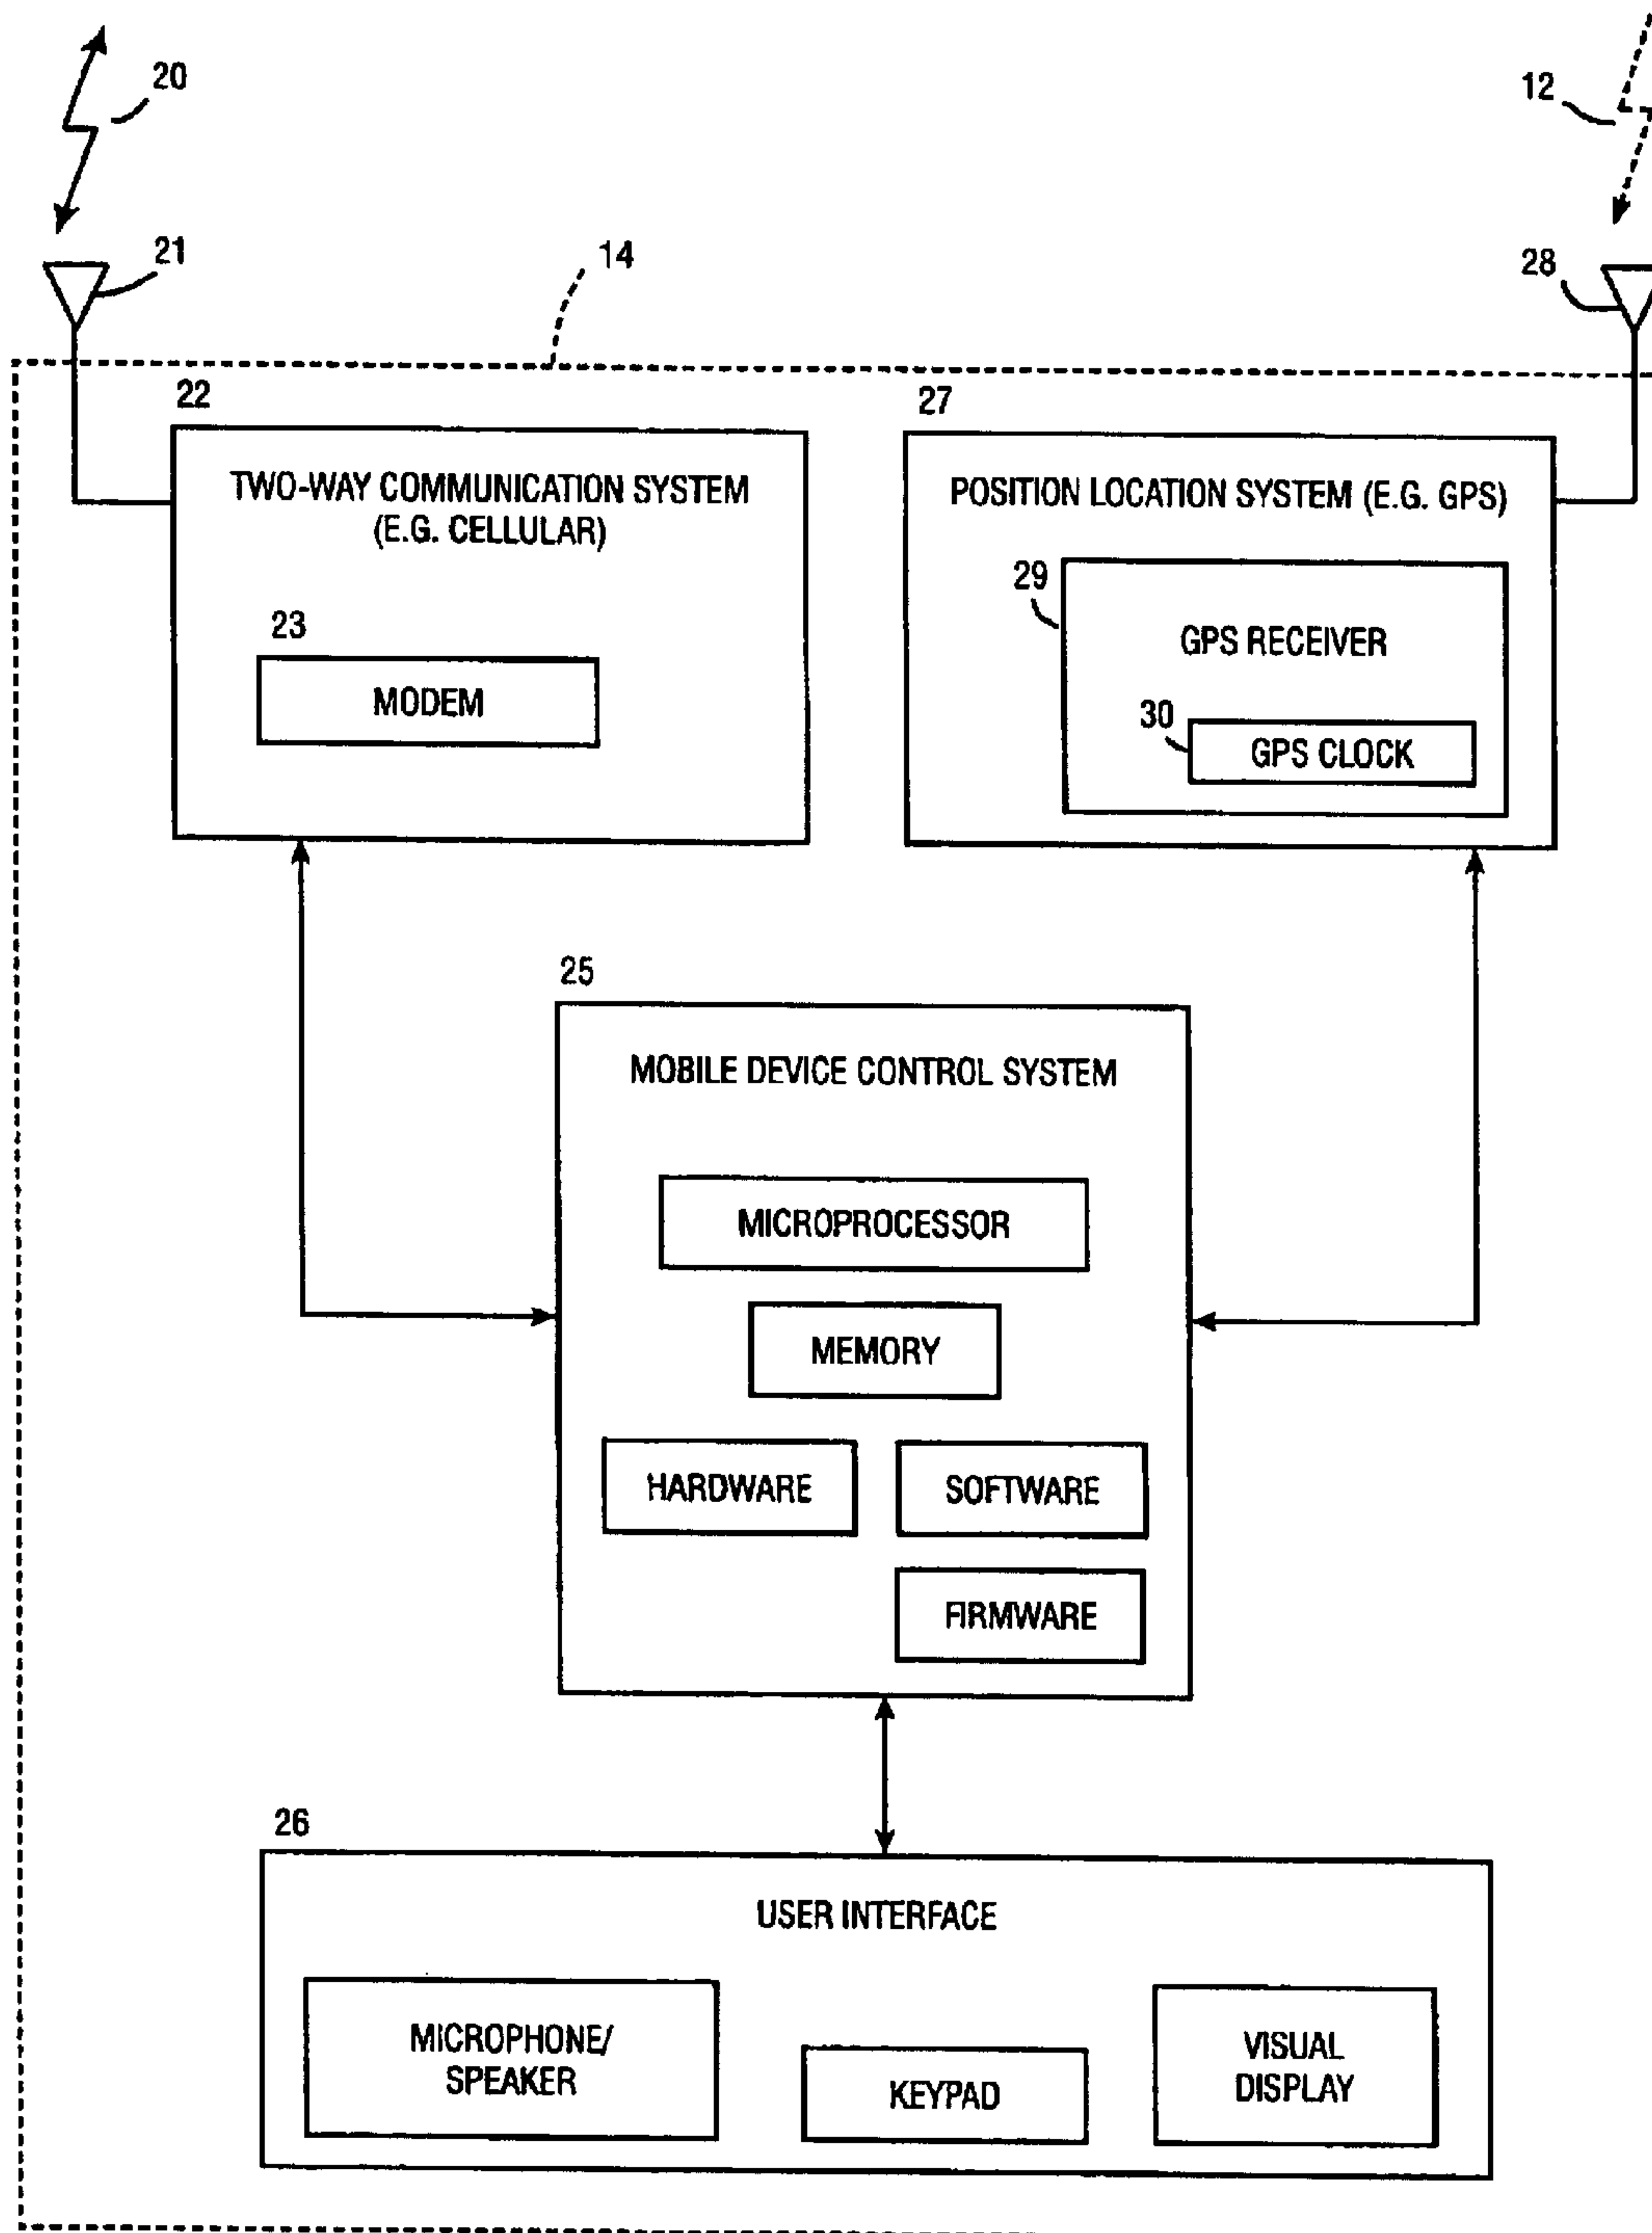 20
12
21
14
28
22
27
TWO-WAY COMMUNICATION SYSTEM
(E.G. CELLULAR)
POSITION LOCATION SYSTEM (E.G. GPS)
23
MODEM
29
GPS RECEIVER
30
GPS CLOCK
25
MOBILE DEVICE CONTROL SYSTEM
MICROPROCESSOR
MEMORY
HARDWARE
SOFTWARE
FIRMWARE
26
USER INTERFACE
MICROPHONE/
SPEAKER
KEYPAD
VISUAL
DISPLAY